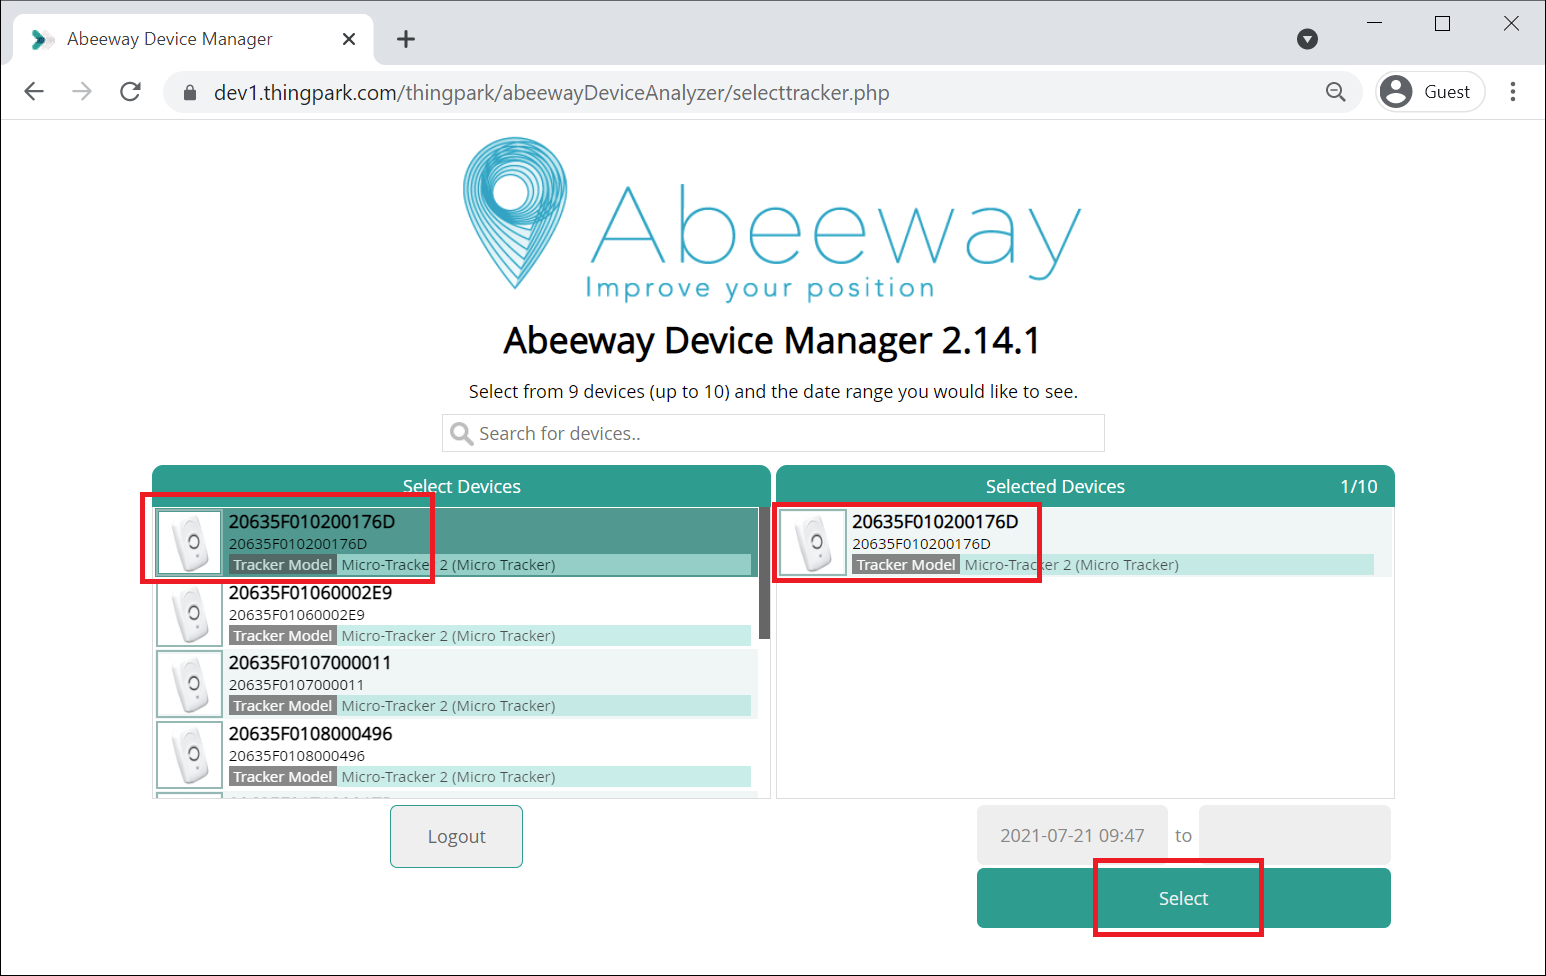 Abeeway Device Manager
dev1.thingpark.com/thingpark/abeewayDeviceAnalyzer/selecttracker.php
Guest
Abeeway
Improve your position
Abeeway Device Manager 2.14.1
Select from 9 devices (up to 10) and the date range you would like to see.
Search for devices..
Select Devices
20635F010200176D
20635F010200176D
Tracker Model Micro-Tracker 2 (Micro Tracker)
20635F01060002E9
20635F01060002E9
Tracker Model Micro-Tracker 2 (Micro Tracker)
20635F0107000011
20635F0107000011
Tracker Model Micro-Tracker 2 (Micro Tracker)
20635F0108000496
20635F0108000496
Tracker Model Micro-Tracker 2 (Micro Tracker)
Selected Devices 1/10
20635F010200176D
20635F010200176D
Tracker Model Micro-Tracker 2 (Micro Tracker)
Logout
2021-07-21 09:47 to
Select